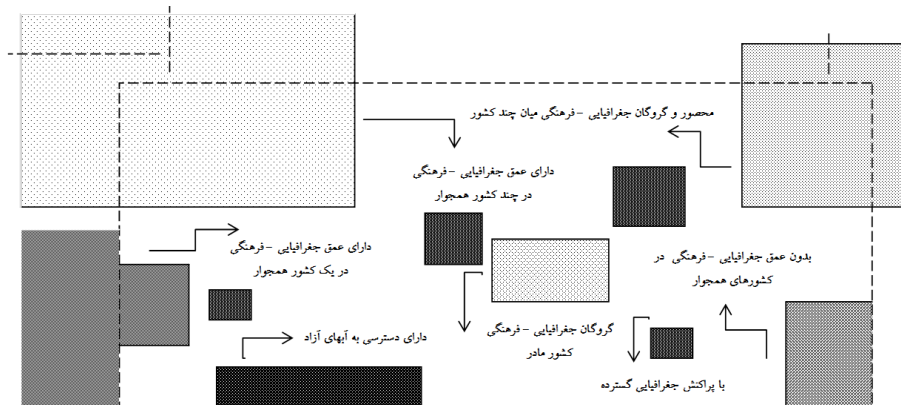 محصور و گروگان جغرافیایی – فرهنگی میان چند کشور
دارای عمق جغرافیایی – فرهنگی
در چند کشور همجوار
دارای عمق جغرافیایی – فرهنگی
در یک کشور همجوار
بدون عمق جغرافیایی – فرهنگی در
کشورهای همجوار
گروگان جغرافیایی – فرهنگی
کشور مادر
دارای دسترسی به آبهای آزاد
با پراکنش جغرافیایی گسترده